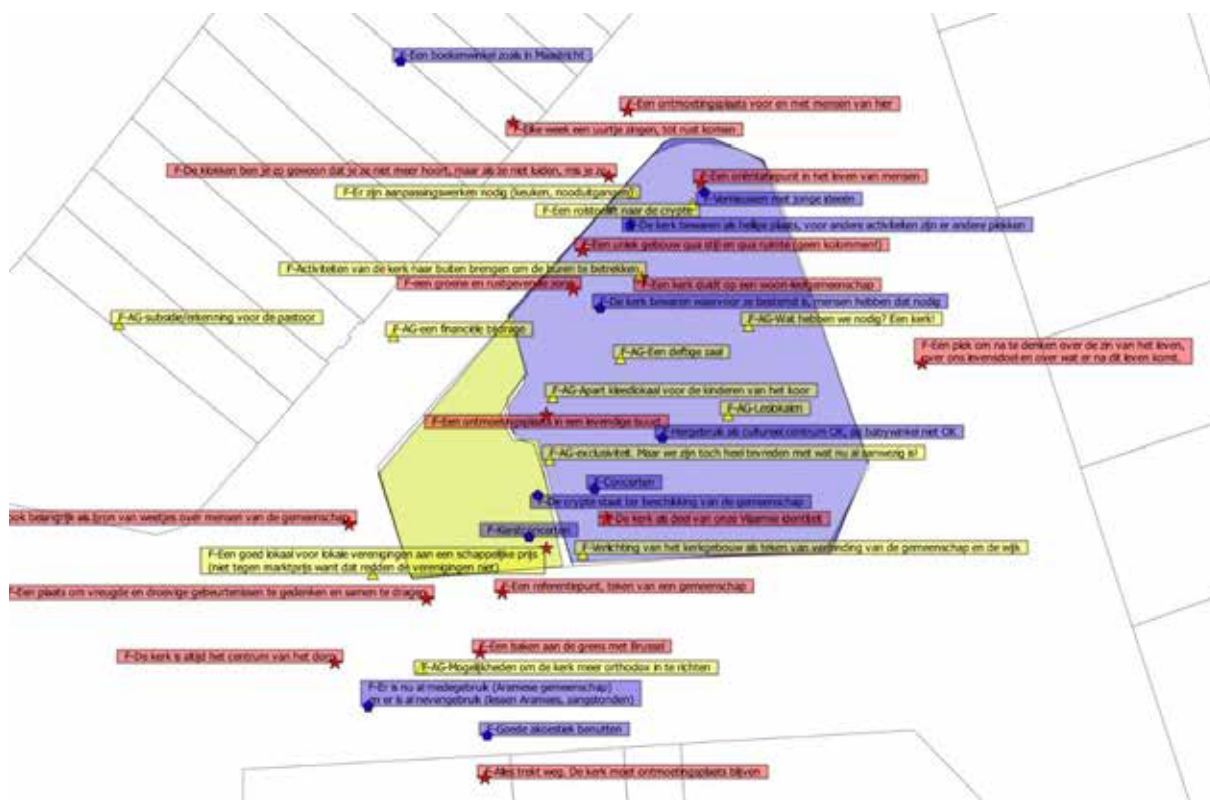 F-Een boekenwinkel zoals in Maastricht
F-Een ontmoetingsplaats voor en met mensen van hier
F-Elke week een uurtje zingen, tot rust komen
F-De klokken ben je zo gewoon dat je ze niet meer hoort, maar als ze niet luiden, mis je ze
F-Een oriëntatiepunt in het leven van mensen
F-Er zijn aanpassingswerken nodig (keuken, nooduitgangen)
F-Vernieuwen met jonge ideeën
F-Een rolstoellift naar de crypte
F-De kerk bewaren als heilige plaats, voor andere activiteiten zijn er andere plekken
F-Een uniek gebouw qua stijl en qua ruimte (geen kolommen!)
F-Activiteiten van de kerk naar buiten brengen om de buren te betrekken
F-een groene en rustgevende zone
F-Een kerk duidt op een woon-leefgemeenschap
F-De kerk bewaren waarvoor ze bestemd is, mensen hebben dat nodig
F-AG-subsidie/erkenning voor de pastoor
F-AG-een financiële bijdrage
F-AG-Wat hebben we nodig? Een kerk!
F-Een plek om na te denken over de zin van het leven,
over ons levensdoel en over wat er na dit leven komt.
F-AG-Een deftige zaal
F-AG-Apart kleedlokaal voor de kinderen van het koor
F-AG-Leslokalen
F-Een ontmoetingsplaats in een levendige buurt
F-Hergebruik als cultureel centrum OK, als babywinkel niet OK
F-AG-exclusiviteit. Maar we zijn toch heel tevreden met wat nu al aanwezig is!
F-Concerten
F-De crypte staat ter beschikking van de gemeenschap
ook belangrijk als bron van weetjes over mensen van de gemeenschap
F-De kerk als deel van onze Vlaamse identiteit
F-Kerstconcerten
F-Een goed lokaal voor lokale verenigingen aan een schappelijke prijs
(niet tegen marktprijs want dat redden de verenigingen niet)
F-Verlichting van het kerkgebouw als teken van verbinding van de gemeenschap en de wijk
F-Een plaats om vreugde en droevige gebeurtenissen te gedenken en samen te dragen
F-Een referentiepunt, teken van een gemeenschap
F-De kerk is altijd het centrum van het dorp
F-Een baken aan de grens met Brussel
F-AG-Mogelijkheden om de kerk meer orthodox in te richten
F-Er is nu al medegebruik (Aramese gemeenschap)
en er is al nevengebruik (lessen Aramees, zangstonden)
F-Goede akoestiek benutten
F-Alles trekt weg. De kerk moet ontmoetingsplaats blijven